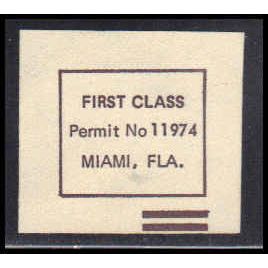 FIRST CLASS
Permit No 11974
MIAMI, FLA.